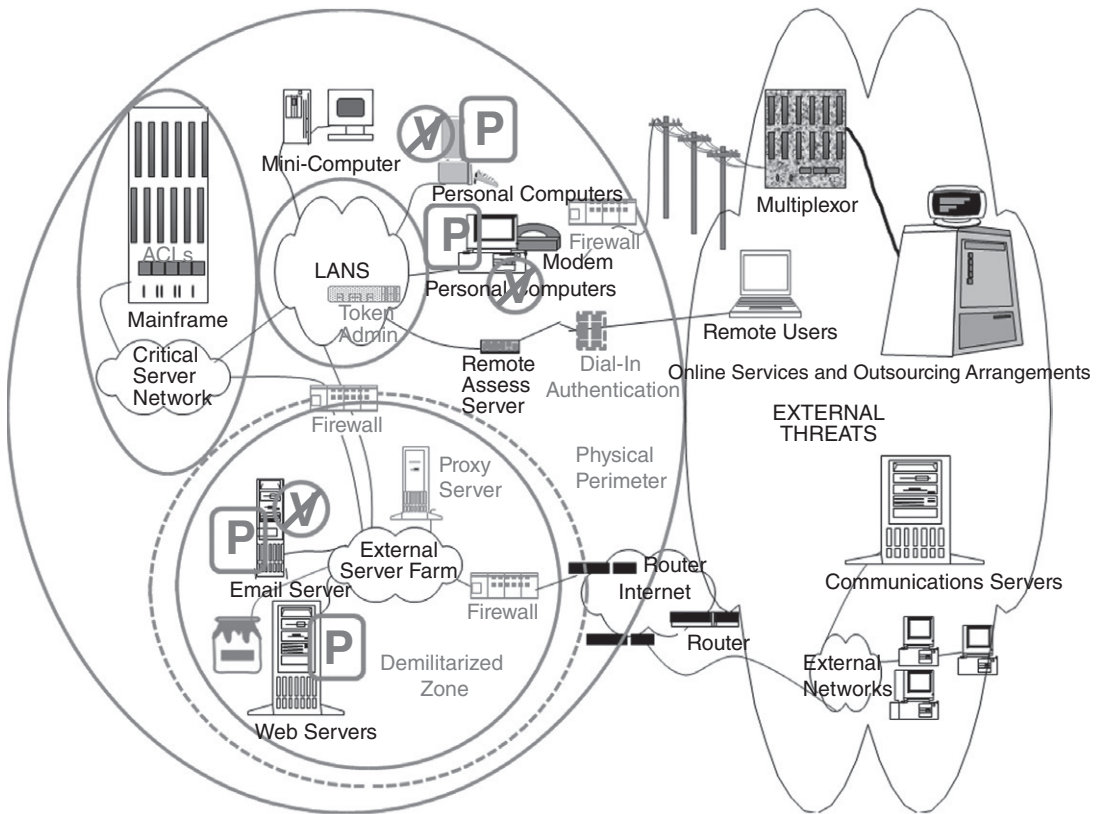 P
V
Mini-Computer
Personal Computers
Multiplexor
P
Firewall
ACLs
LANS
Modem
Personal Computers
V
Token
Admin
Mainframe
Remote Users
Critical
Server
Network
Remote
Assess
Server
Dial-In
Authentication
Online Services and Outsourcing Arrangements
EXTERNAL
THREATS
Firewall
Proxy
Server
Physical
Perimeter
V
P
External
Server Farm
Email Server
Firewall
Router
Internet
Communications Servers
P
Router
Demilitarized
Zone
External
Networks
Web Servers